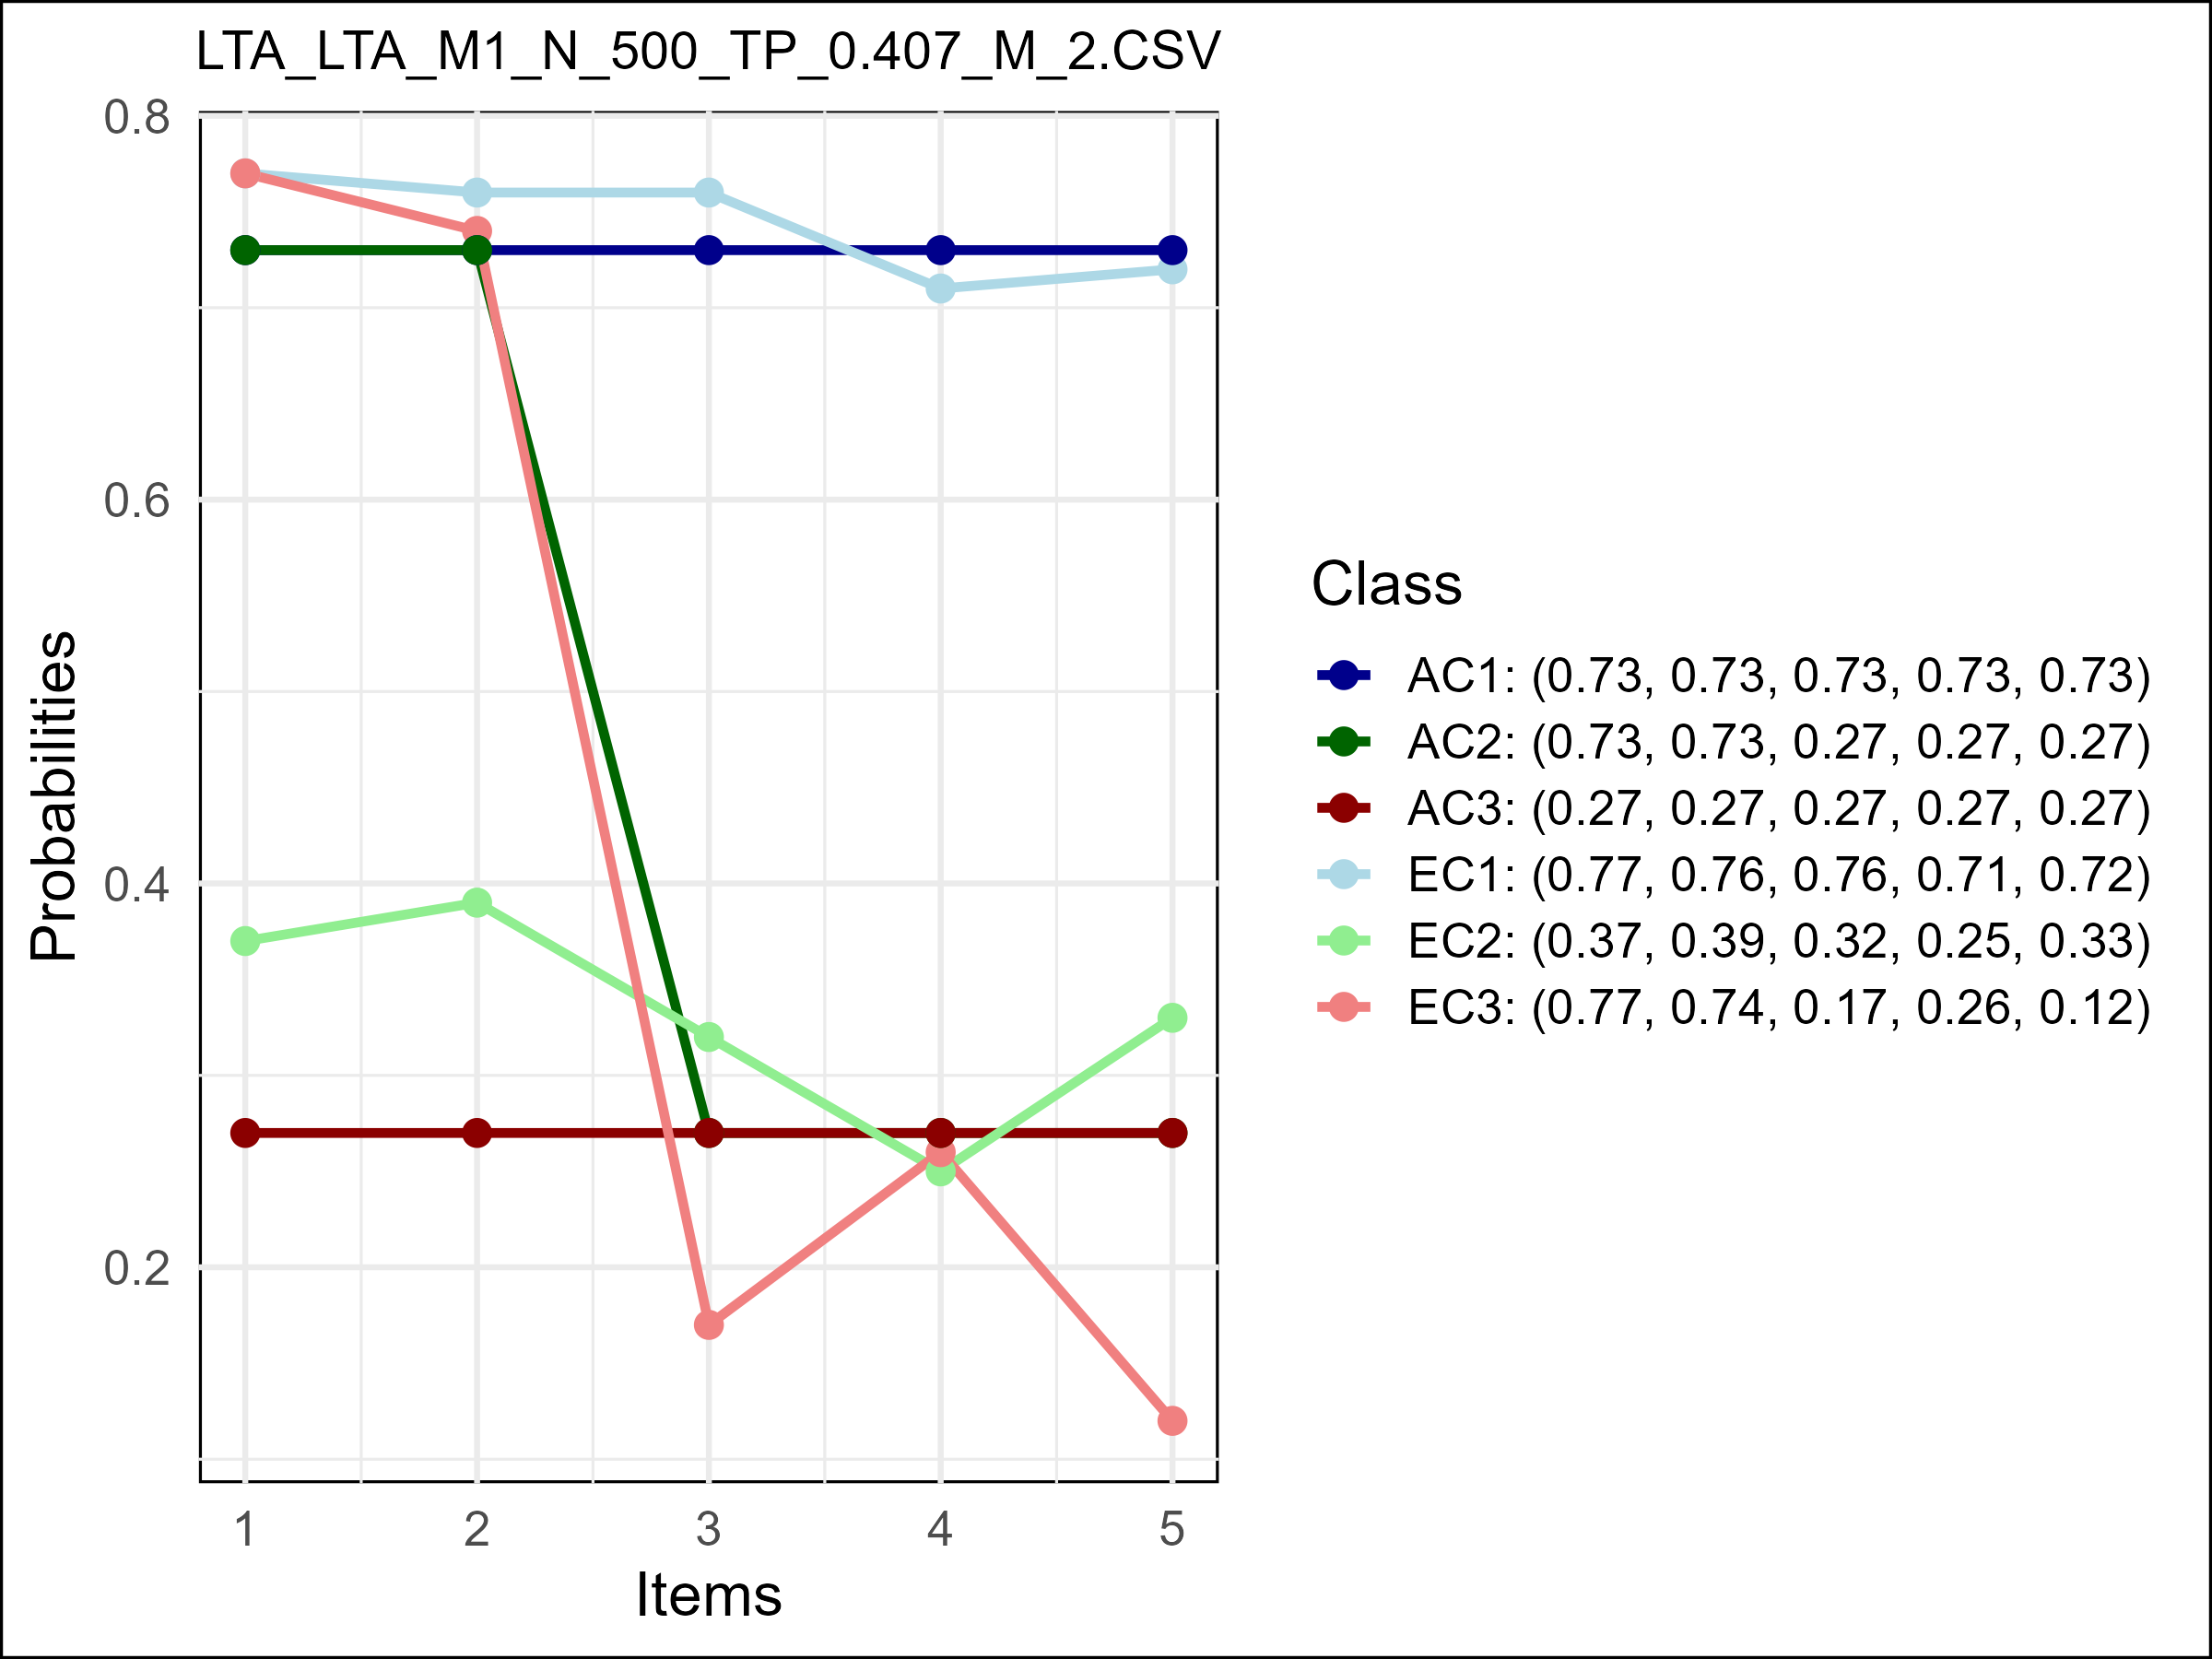 LTA_LTA_M1_N_500_TP_0.407_M_2.CSV
0.8
0.6
0.4
0.2
Probabilities
1 2 3 4 5
Items
Class
AC1: (0.73, 0.73, 0.73, 0.73, 0.73)
AC2: (0.73, 0.73, 0.27, 0.27, 0.27)
AC3: (0.27, 0.27, 0.27, 0.27, 0.27)
EC1: (0.77, 0.76, 0.76, 0.71, 0.72)
EC2: (0.37, 0.39, 0.32, 0.25, 0.33)
EC3: (0.77, 0.74, 0.17, 0.26, 0.12)